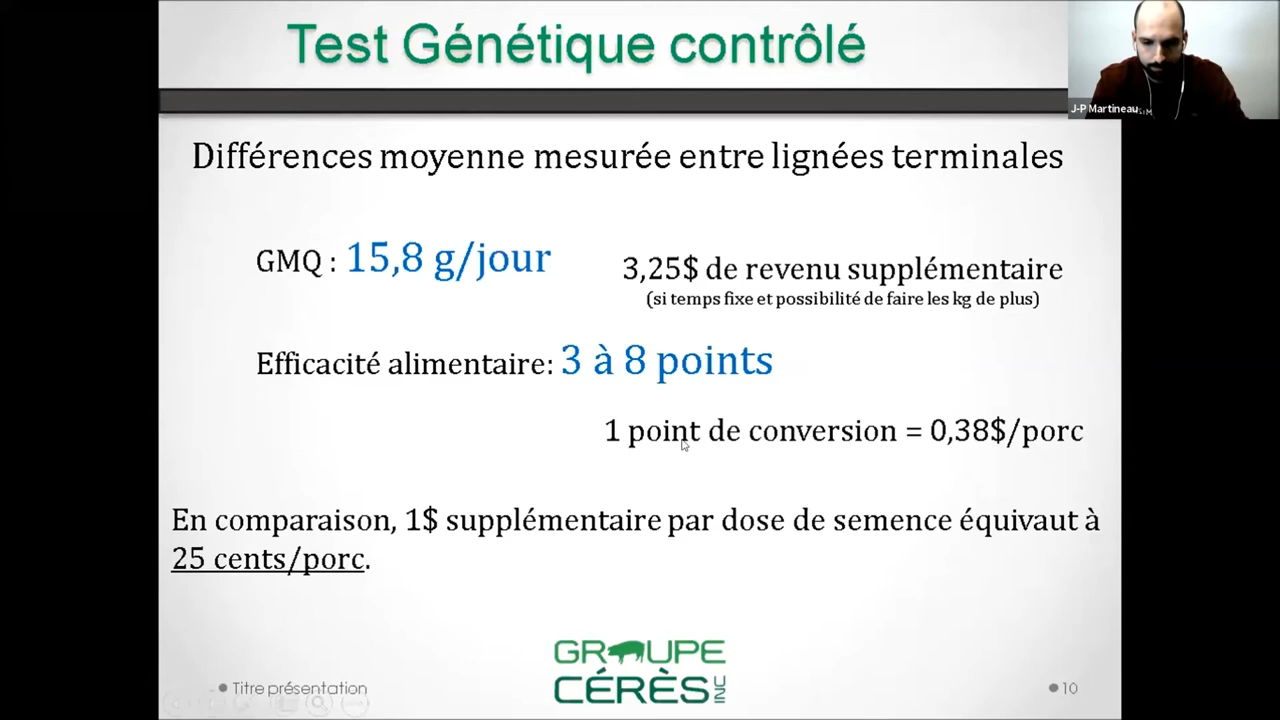 Test Génétique contrôlé
J-P Martineau
Différences moyenne mesurée entre lignées terminales
GMQ : 15,8 g/jour
3,25$ de revenu supplémentaire
(si temps fixe et possibilité de faire les kg de plus)
Efficacité alimentaire: 3 à 8 points
1 point de conversion = 0,38$/porc
En comparaison, 1$ supplémentaire par dose de semence équivaut à
25 cents/porc.
GROUPE
CÉRÈS INC
Titre présentation
10